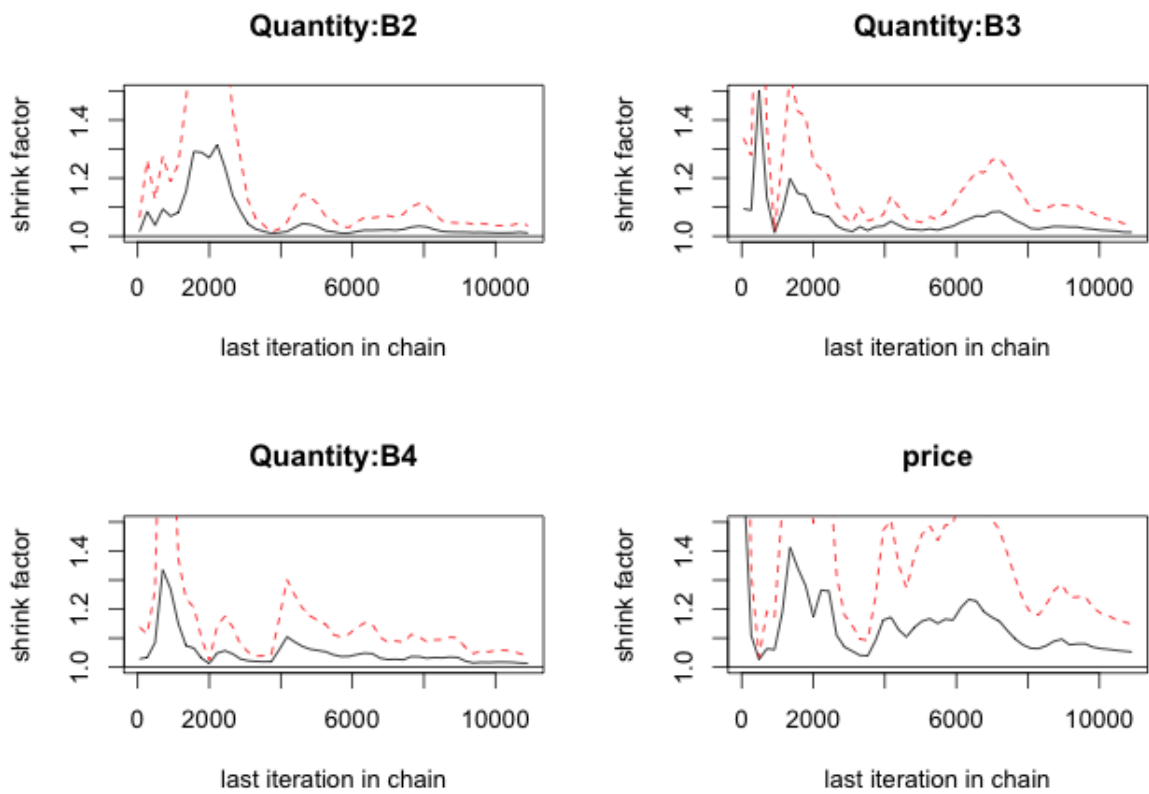 Quantity:B2
shrink factor
1.0 1.2 1.4
0 2000 6000 10000
last iteration in chain
Quantity:B3
shrink factor
1.0 1.2 1.4
0 2000 6000 10000
last iteration in chain
Quantity:B4
shrink factor
1.0 1.2 1.4
0 2000 6000 10000
last iteration in chain
price
shrink factor
1.0 1.2 1.4
0 2000 6000 10000
last iteration in chain